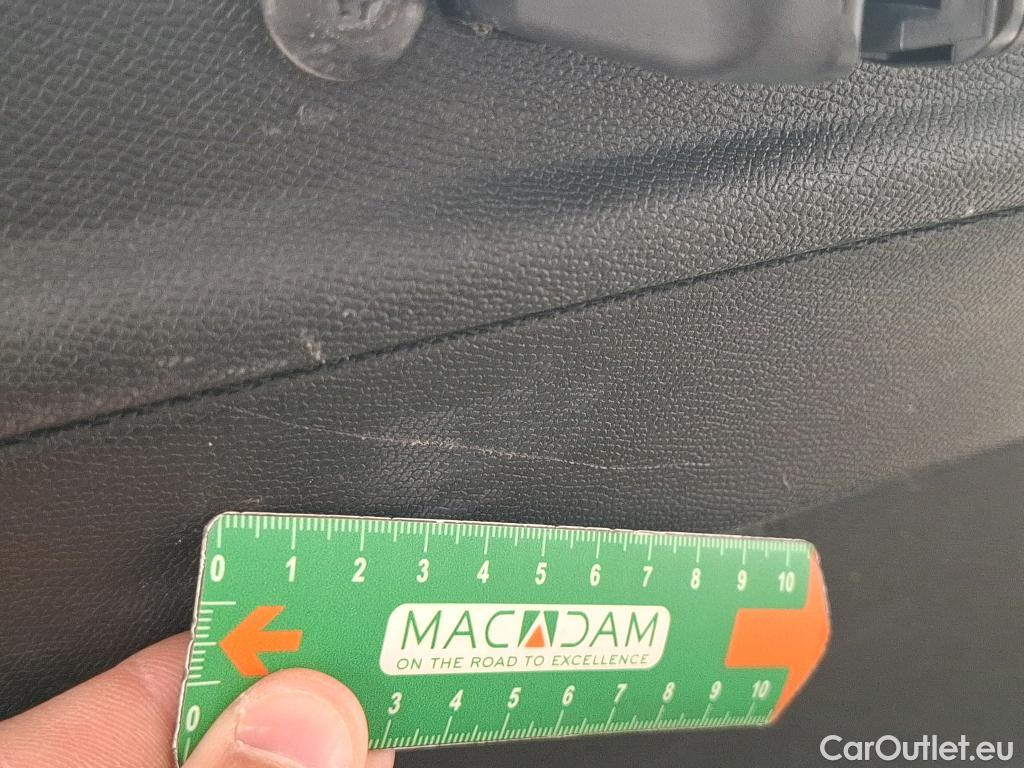 0 1 2 3 4 5 6 7 8 9 10
MACADAM
ON THE ROAD TO EXCELLENCE
0 3 4 5 6 7 8 9 10
CarOutlet.eu